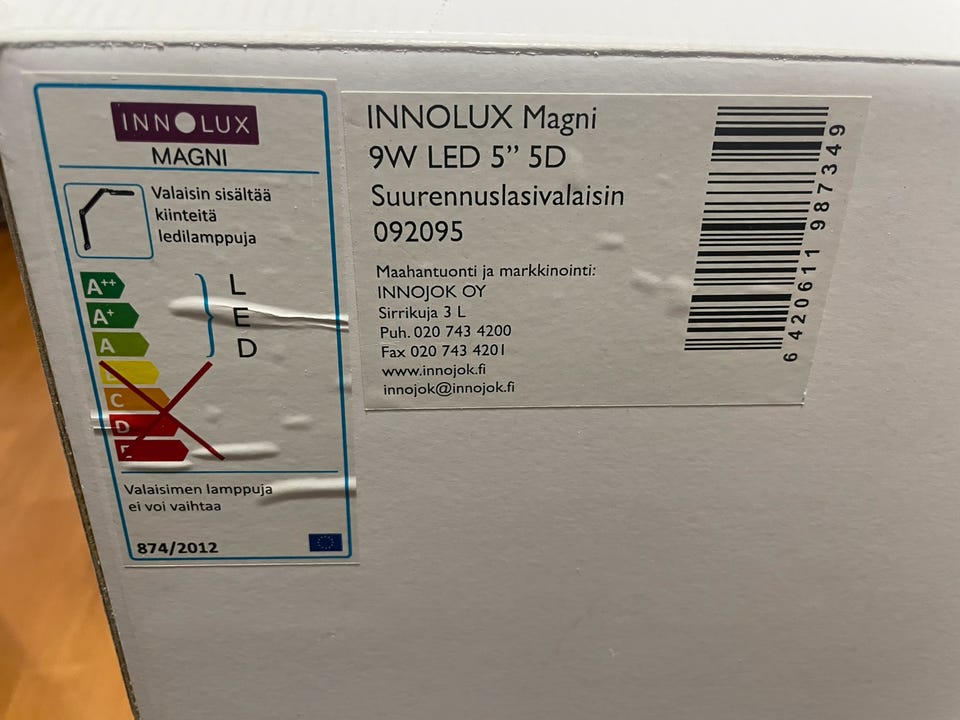 INNOLUX
MAGNI
Valaisin sisältää
kiinteitä
ledilamppuja
A++
A+
A
C
D
E
L
E
D
Valaisimen lamppuja
ei voi vaihtaa
874/2012
INNOLUX Magni
9W LED 5” 5D
Suurennuslasivalaisin
092095
Maahantuonti ja markkinointi:
INNOJOK OY
Sirrikuja 3 L
Puh. 020 743 4200
Fax 020 743 4201
www.innojok.fi
innojok@innojok.fi
6 420611 987349